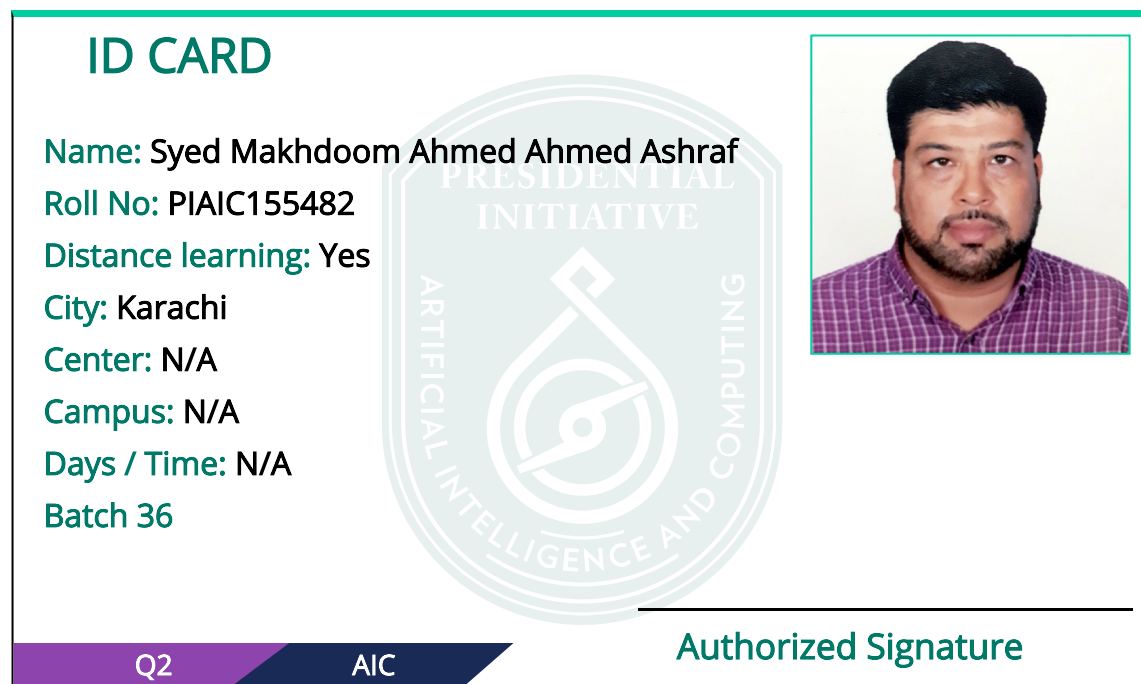 ID CARD
Name: Syed Makhdoom Ahmed Ahmed Ashraf
Roll No: PIAIC155482
Distance learning: Yes
City: Karachi
Center: N/A
Campus: N/A
Days / Time: N/A
Batch 36
PRESIDENTIAL
INITIATIVE
ARTIFICIAL INTELLIGENCE AND COMPUTING
Authorized Signature
Q2 AIC